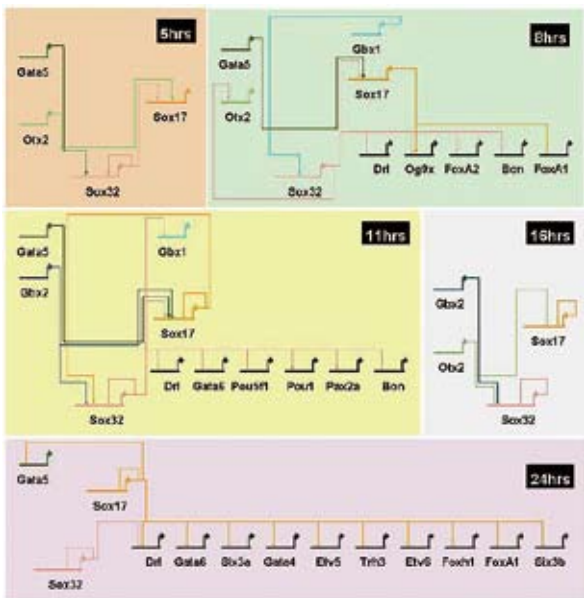 5hrs
Gata5
Otx2
Sox17
Sox32
8hrs
Gbx1
Gata5
Sox17
Otx2
Sox32
Drl Og9x FoxA2 Bon FoxA1
11hrs
Gata5
Gbx1
Gbx2
Sox17
Drl Gata6 Pou5f1 Pou1 Pax2a Bon
Sox32
16hrs
Gbx2
Sox17
Otx2
Sox32
24hrs
Gata5
Sox17
Sox32
Drl Gata6 Six3a Gata4 Etv5 Trh3 Etv6 Foxh1 FoxA1 Six3b